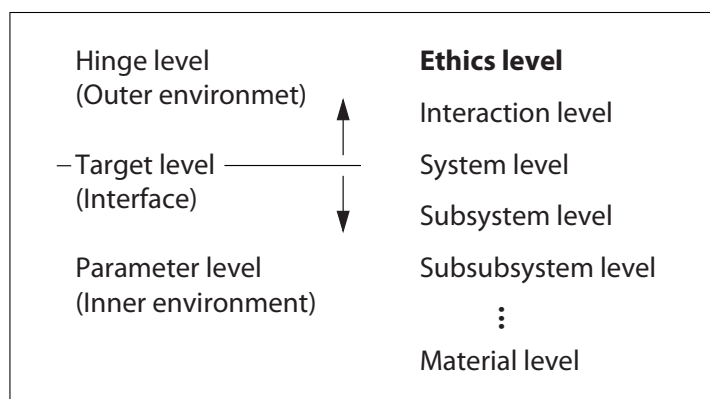 Hinge level
(Outer environmet)
Target level
(Interface)
Parameter level
(Inner environment)
Ethics level
Interaction level
System level
Subsystem level
Subsubsystem level
⋮
Material level